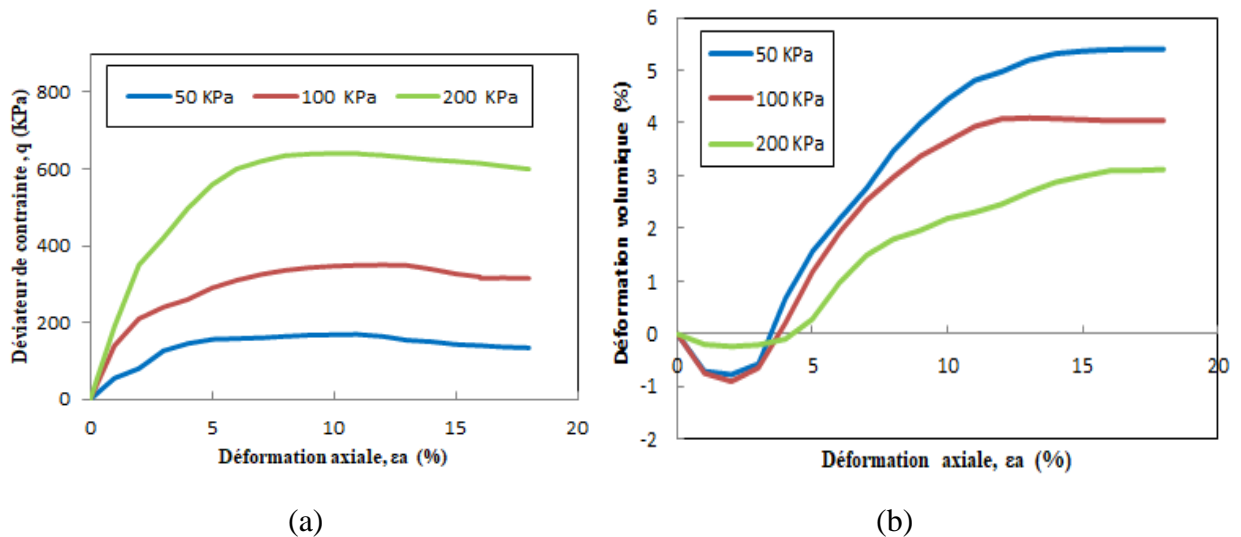 Déviateur de contrainte ,q (KPa)
800
600
400
200
0
50 KPa
100 KPa
200 KPa
0
5
10
15
20
Déformation axiale, εa (%)
(a)
Déformation volumique (%)
6
5
4
3
2
1
0
-1
-2
50 KPa
100 KPa
200 KPa
0
5
10
15
20
Déformation axiale, εa (%)
(b)